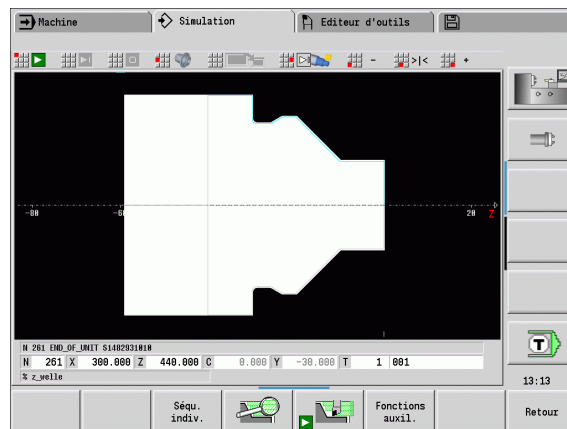 Machine Simulation Editeur d'outils
- >|< +
-80 -60 20 Z
N 261 END_OF_UNIT S1482931010
N 261 X 300.000 Z 440.000 C 0.000 Y -30.000 T 1 001
% z_welle
T
13:13
Séqu. indiv. Fonctions auxil. Retour